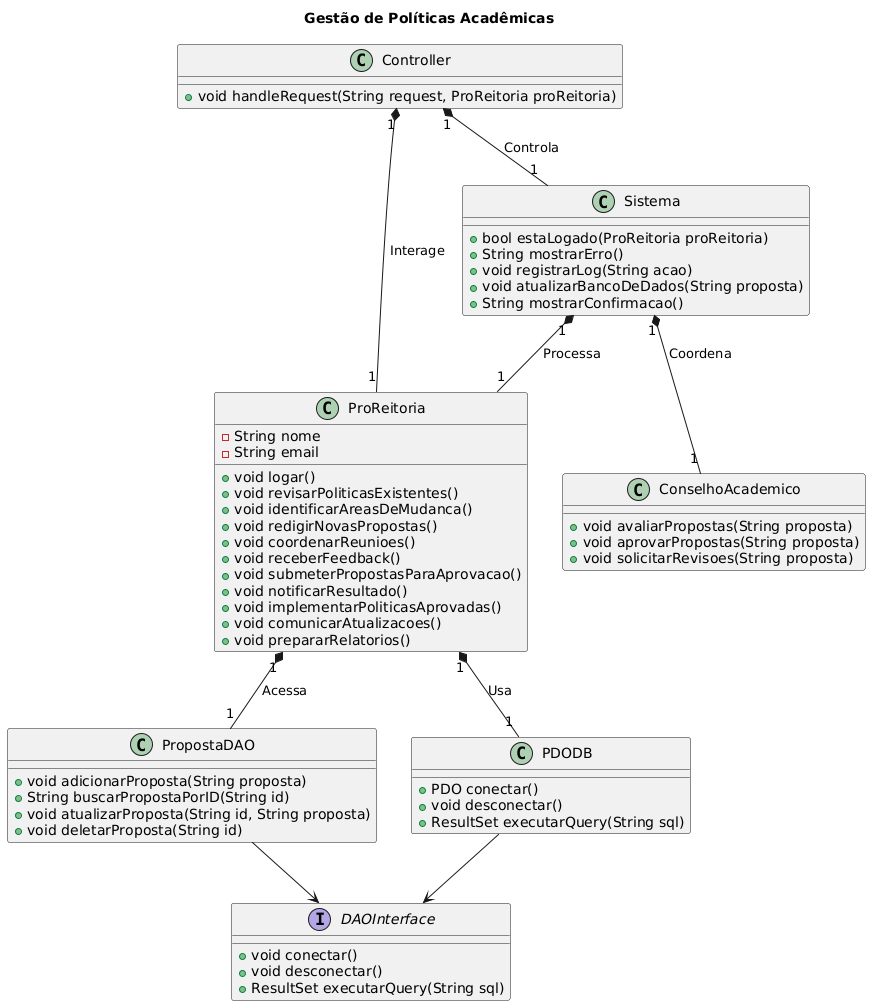 Gestão de Políticas Acadêmicas
C Controller
void handleRequest(String request, ProReitoria proReitoria)
1
1
Controla
1
C Sistema
bool estaLogado(ProReitoria proReitoria)
String mostrarErro()
void registrarLog(String acao)
void atualizarBancoDeDados(String proposta)
String mostrarConfirmacao()
Interage
1
1
Processa
Coordena
1
1
C ProReitoria
String nome
String email
void logar()
void revisarPoliticasExistentes()
void identificarAreasDeMudanca()
void redigirNovasPropostas()
void coordenarReunioes()
void receberFeedback()
void submeterPropostasParaAprovacao()
void notificarResultado()
void implementarPoliticasAprovadas()
void comunicarAtualizacoes()
void prepararRelatorios()
1
C ConselhoAcademico
void avaliarPropostas(String proposta)
void aprovarPropostas(String proposta)
void solicitarRevisoes(String proposta)
1
1
Acessa
Usa
1
1
C PropostaDAO
void adicionarProposta(String proposta)
String buscarPropostaPorID(String id)
void atualizarProposta(String id, String proposta)
void deletarProposta(String id)
C PDODB
PDO conectar()
void desconectar()
ResultSet executarQuery(String sql)
I DAOInterface
void conectar()
void desconectar()
ResultSet executarQuery(String sql)